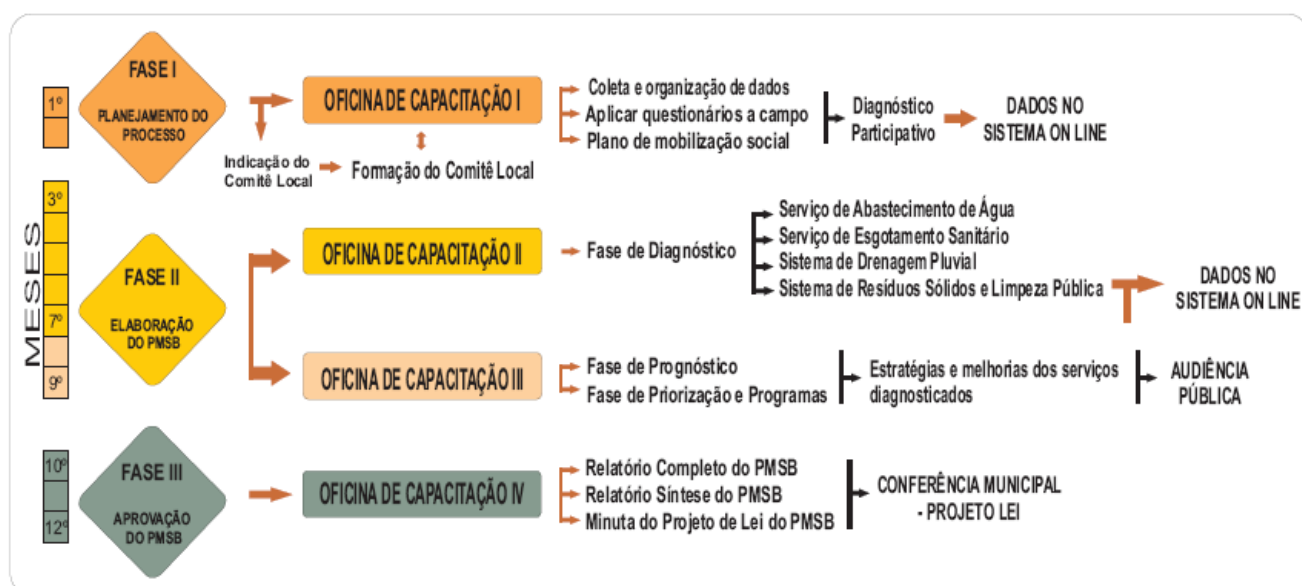 MESES
1º
FASE I
PLANEJAMENTO DO
PROCESSO
OFICINA DE CAPACITAÇÃO I
Indicação do
Comitê Local
Formação do Comitê Local
Coleta e organização de dados
Aplicar questionários a campo
Plano de mobilização social
Diagnóstico
Participativo
DADOS NO
SISTEMA ON LINE
3º
7º
9º
FASE II
ELABORAÇÃO
DO PMSB
OFICINA DE CAPACITAÇÃO II
Fase de Diagnóstico
Serviço de Abastecimento de Água
Serviço de Esgotamento Sanitário
Sistema de Drenagem Pluvial
Sistema de Resíduos Sólidos e Limpeza Pública
DADOS NO
SISTEMA ON LINE
OFICINA DE CAPACITAÇÃO III
Fase de Prognóstico
Fase de Priorização e Programas
Estratégias e melhorias dos serviços
diagnosticados
AUDIÊNCIA
PÚBLICA
10º
12º
FASE III
APROVAÇÃO
DO PMSB
OFICINA DE CAPACITAÇÃO IV
Relatório Completo do PMSB
Relatório Síntese do PMSB
Minuta do Projeto de Lei do PMSB
CONFERÊNCIA MUNICIPAL
- PROJETO LEI